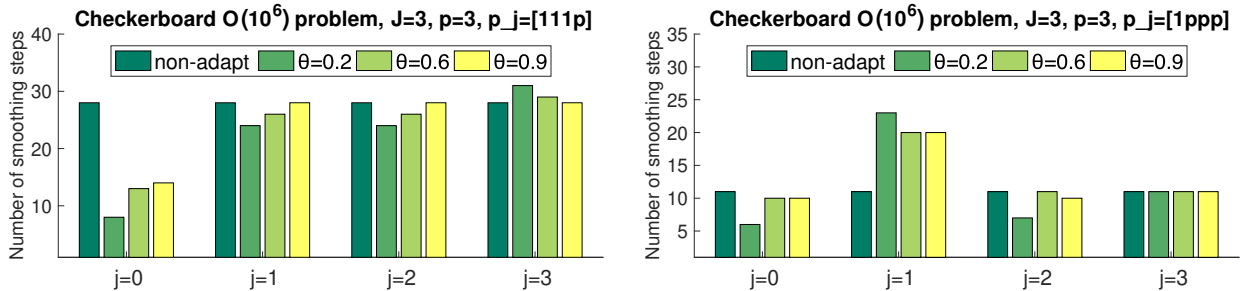 Checkerboard O(10^6) problem, J=3, p=3, p_j=[111p]
Number of smoothing steps
40
30
20
10
non-adapt θ=0.2 θ=0.6 θ=0.9
j=0 j=1 j=2 j=3
Checkerboard O(10^6) problem, J=3, p=3, p_j=[1ppp]
Number of smoothing steps
35
30
25
20
15
10
5
non-adapt θ=0.2 θ=0.6 θ=0.9
j=0 j=1 j=2 j=3